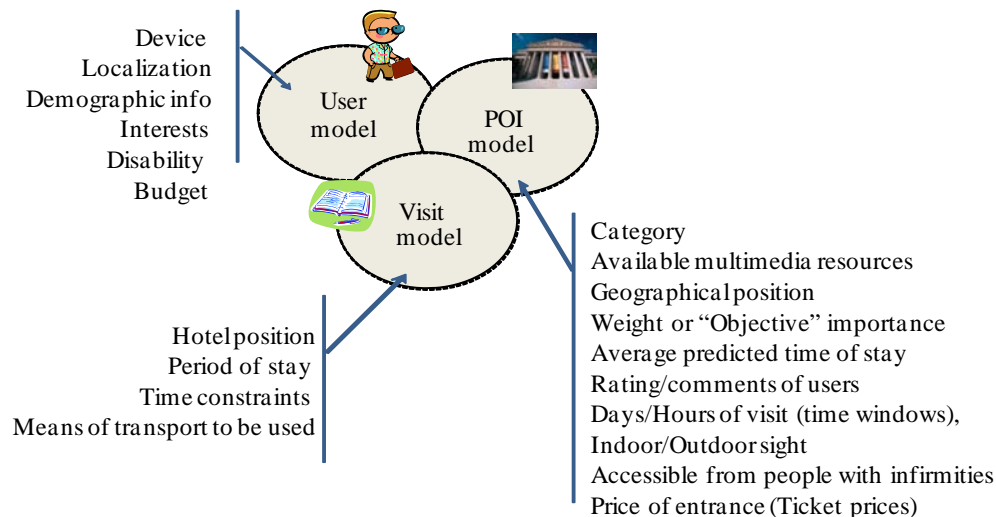 Device
Localization
Demographic info
Interests
Disability
Budget
User
model
POI
model
Visit
model
Hotel position
Period of stay
Time constraints
Means of transport to be used
Category
Available multimedia resources
Geographical position
Weight or “Objective” importance
Average predicted time of stay
Rating/comments of users
Days/Hours of visit (time windows),
Indoor/Outdoor sight
Accessible from people with infirmities
Price of entrance (Ticket prices)